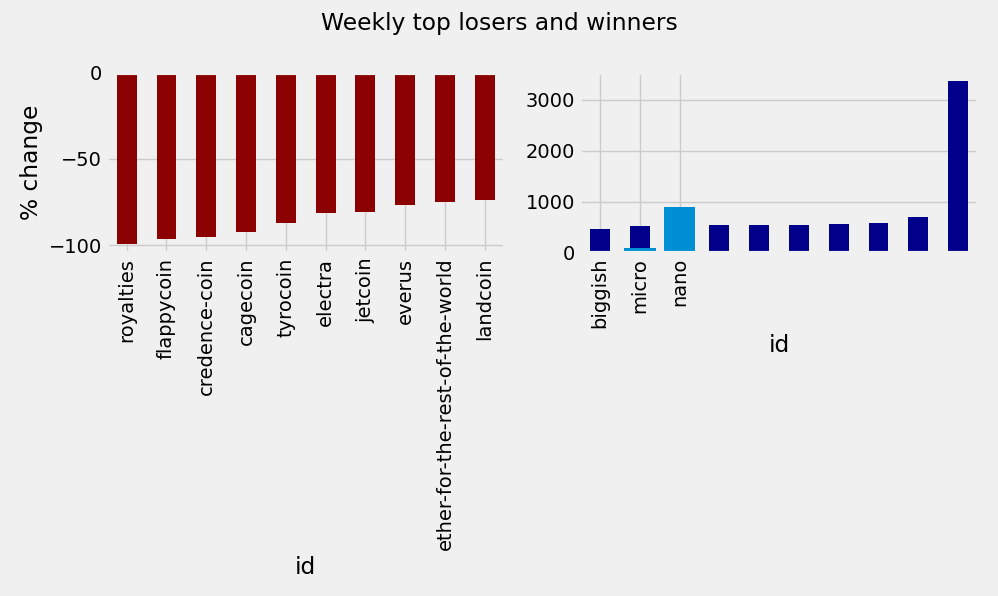 Weekly top losers and winners
% change
0
−50
−100
royalties
flappycoin
credence-coin
cagecoin
tyrocoin
electra
jetcoin
everus
ether-for-the-rest-of-the-world
landcoin
id
3000
2000
1000
0
biggish
micro
nano
id